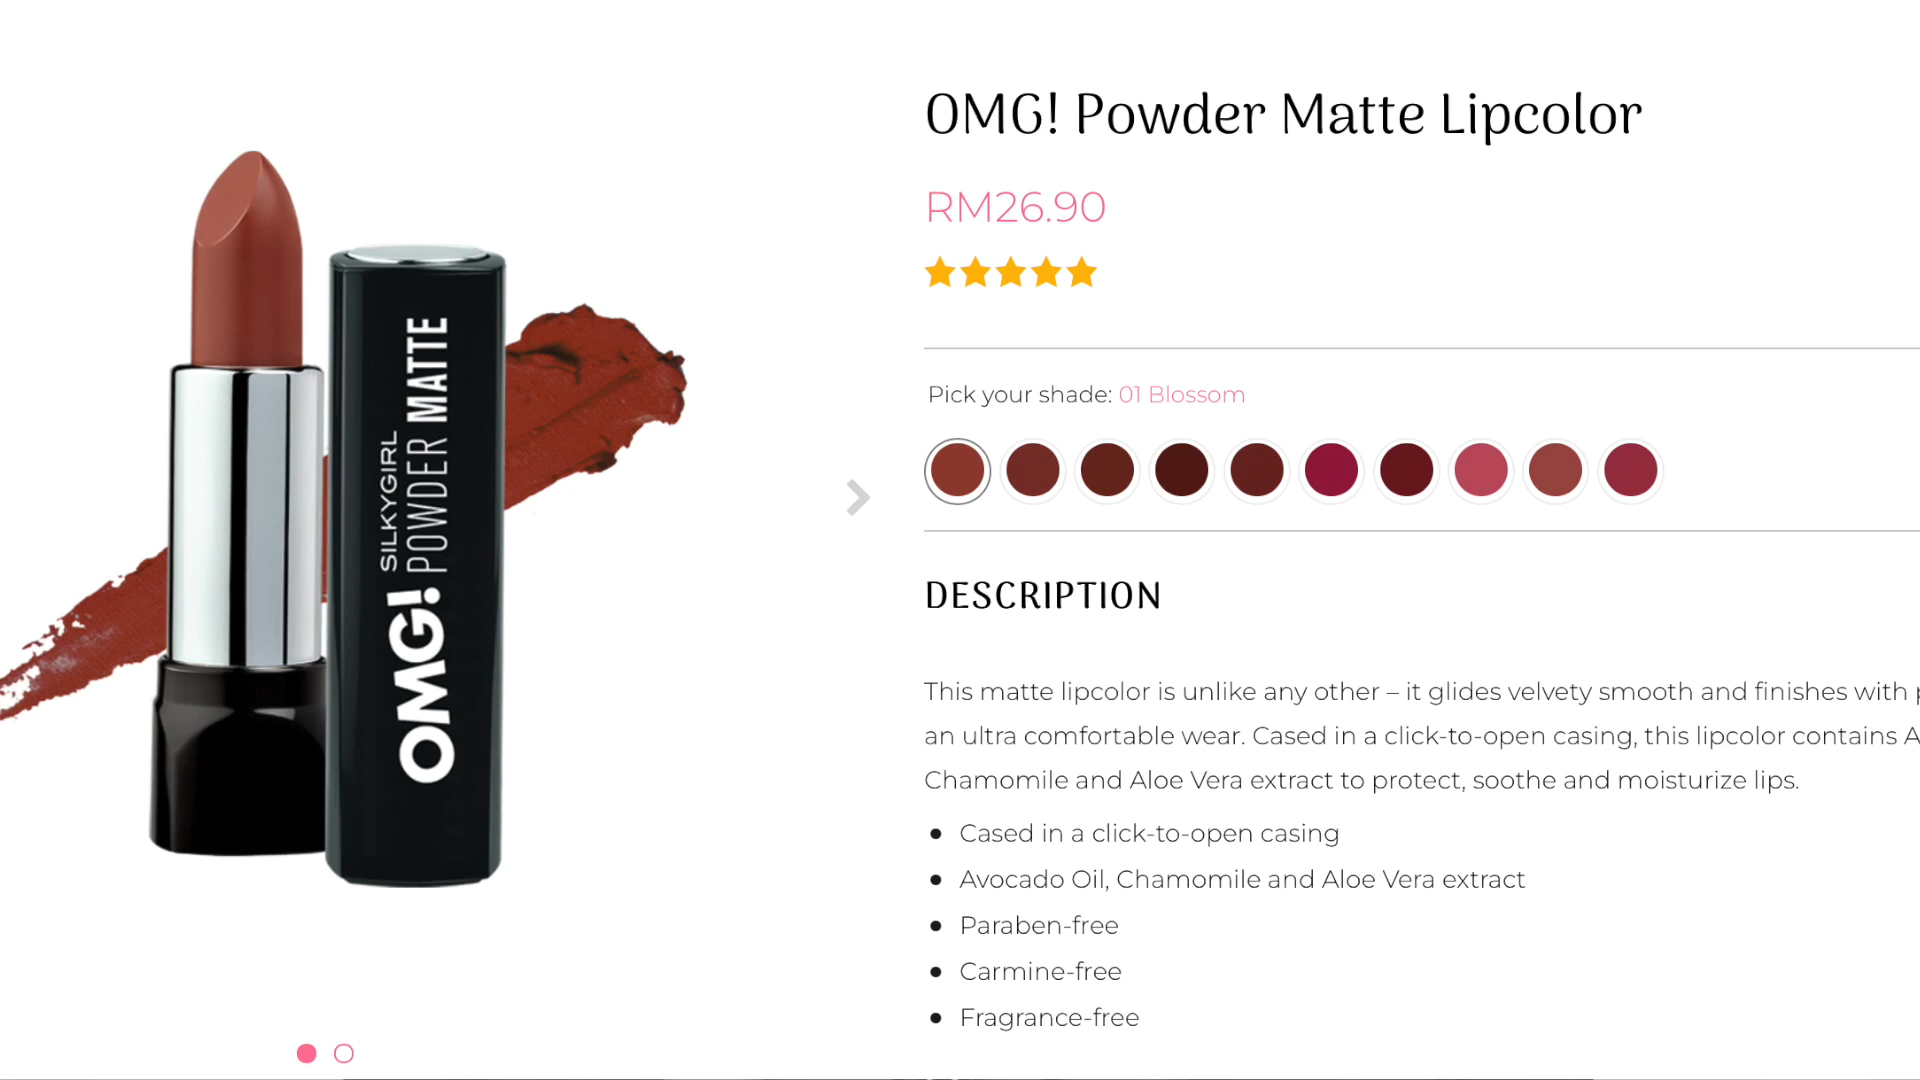 OMG! Powder Matte Lipcolor
RM26.90
Pick your shade: 01 Blossom
DESCRIPTION
This matte lipcolor is unlike any other – it glides velvety smooth and finishes with
an ultra comfortable wear. Cased in a click-to-open casing, this lipcolor contains
Chamomile and Aloe Vera extract to protect, soothe and moisturize lips.
Cased in a click-to-open casing
Avocado Oil, Chamomile and Aloe Vera extract
Paraben-free
Carmine-free
Fragrance-free
SILKYGIRL
OMG! POWDER MATTE